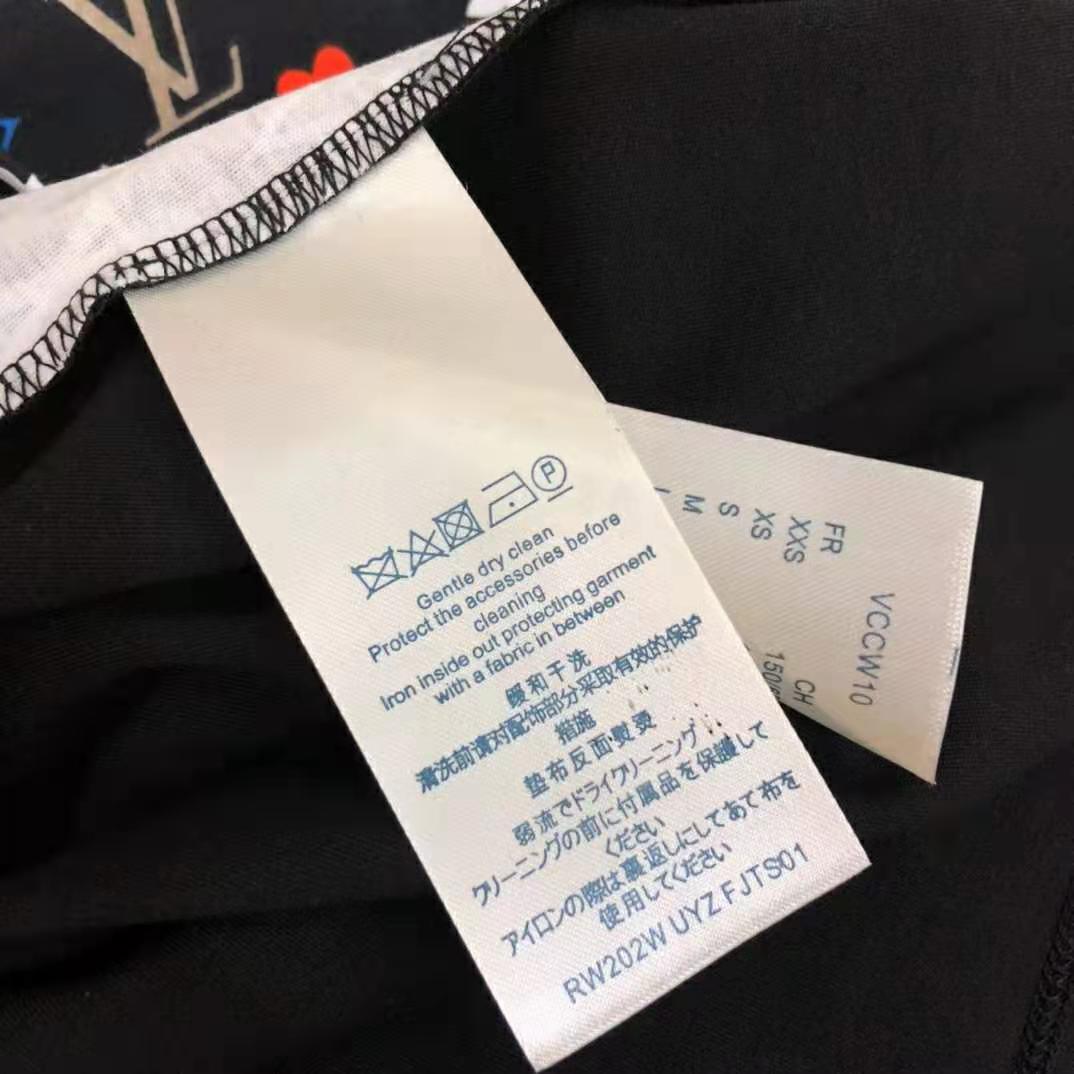 LV
P
Gentle dry clean
Protect the accessories before
cleaning
Iron inside out protecting garment
with a fabric in between
缓和干洗
清洗前请对配饰部分采取有效的保护
措施
垫布反面熨烫
弱流でドライクリーニング
クリーニングの前に付属品を保護して
ください
アイロンの際は裏返しにしてあて布を
使用してください
RW202W UYZ FJTS01
VCCW10
FR CH
XXS 150/
XS
S
M